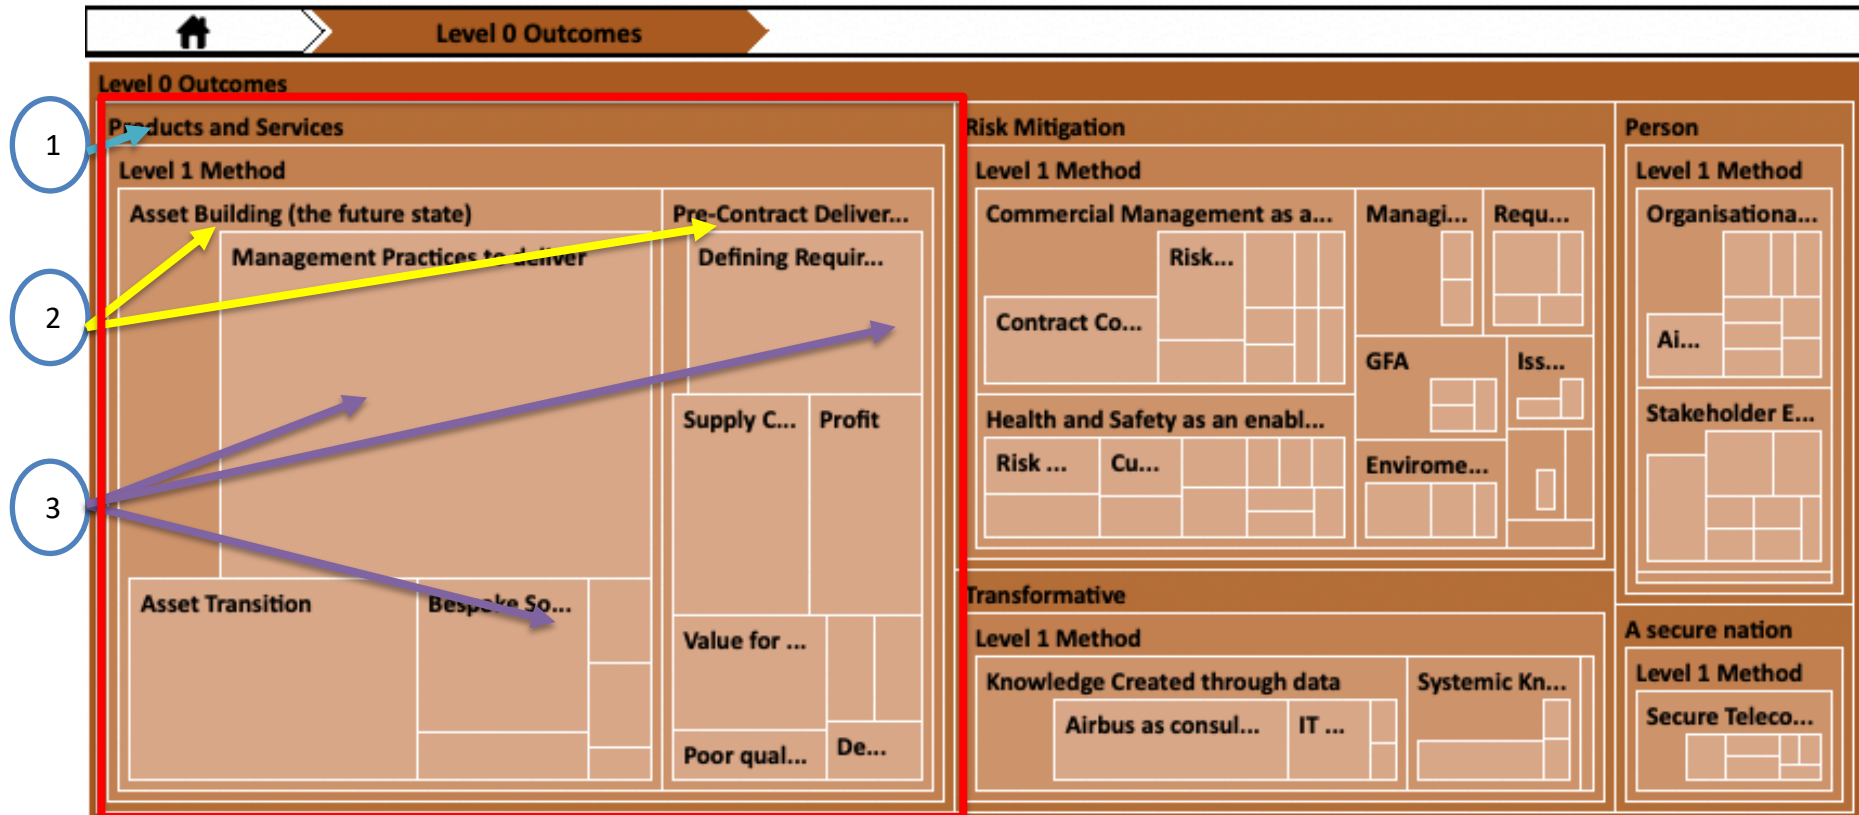 Level 0 Outcomes
Level 0 Outcomes
1
2
3
Products and Services
Level 1 Method
Asset Building (the future state)
Management Practices to deliver
Asset Transition
Bespoke So...
Pre-Contract Deliver...
Defining Requir...
Supply C...
Profit
Value for ...
Poor qual...
De...
Risk Mitigation
Level 1 Method
Commercial Management as a...
Risk...
Contract Co...
Managi...
Requ...
GFA
Iss...
Health and Safety as an enabl...
Risk ...
Cu...
Envirome...
Transformative
Level 1 Method
Knowledge Created through data
Airbus as consul...
IT ...
Systemic Kn...
Person
Level 1 Method
Organisationa...
Ai...
Stakeholder E...
A secure nation
Level 1 Method
Secure Teleco...